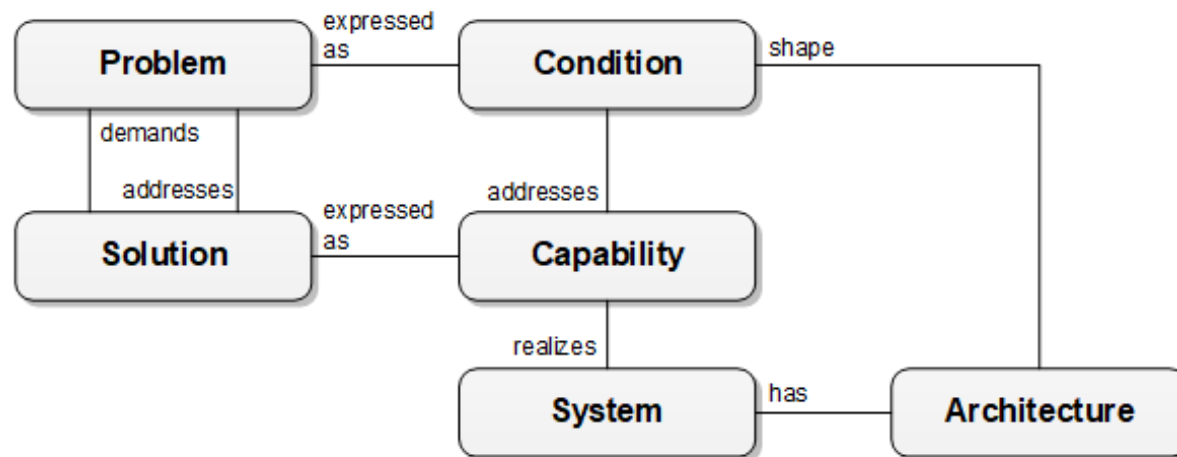 Problem
expressed
as
Condition
shape
demands
addresses
addresses
Solution
expressed
as
Capability
realizes
System
has
Architecture